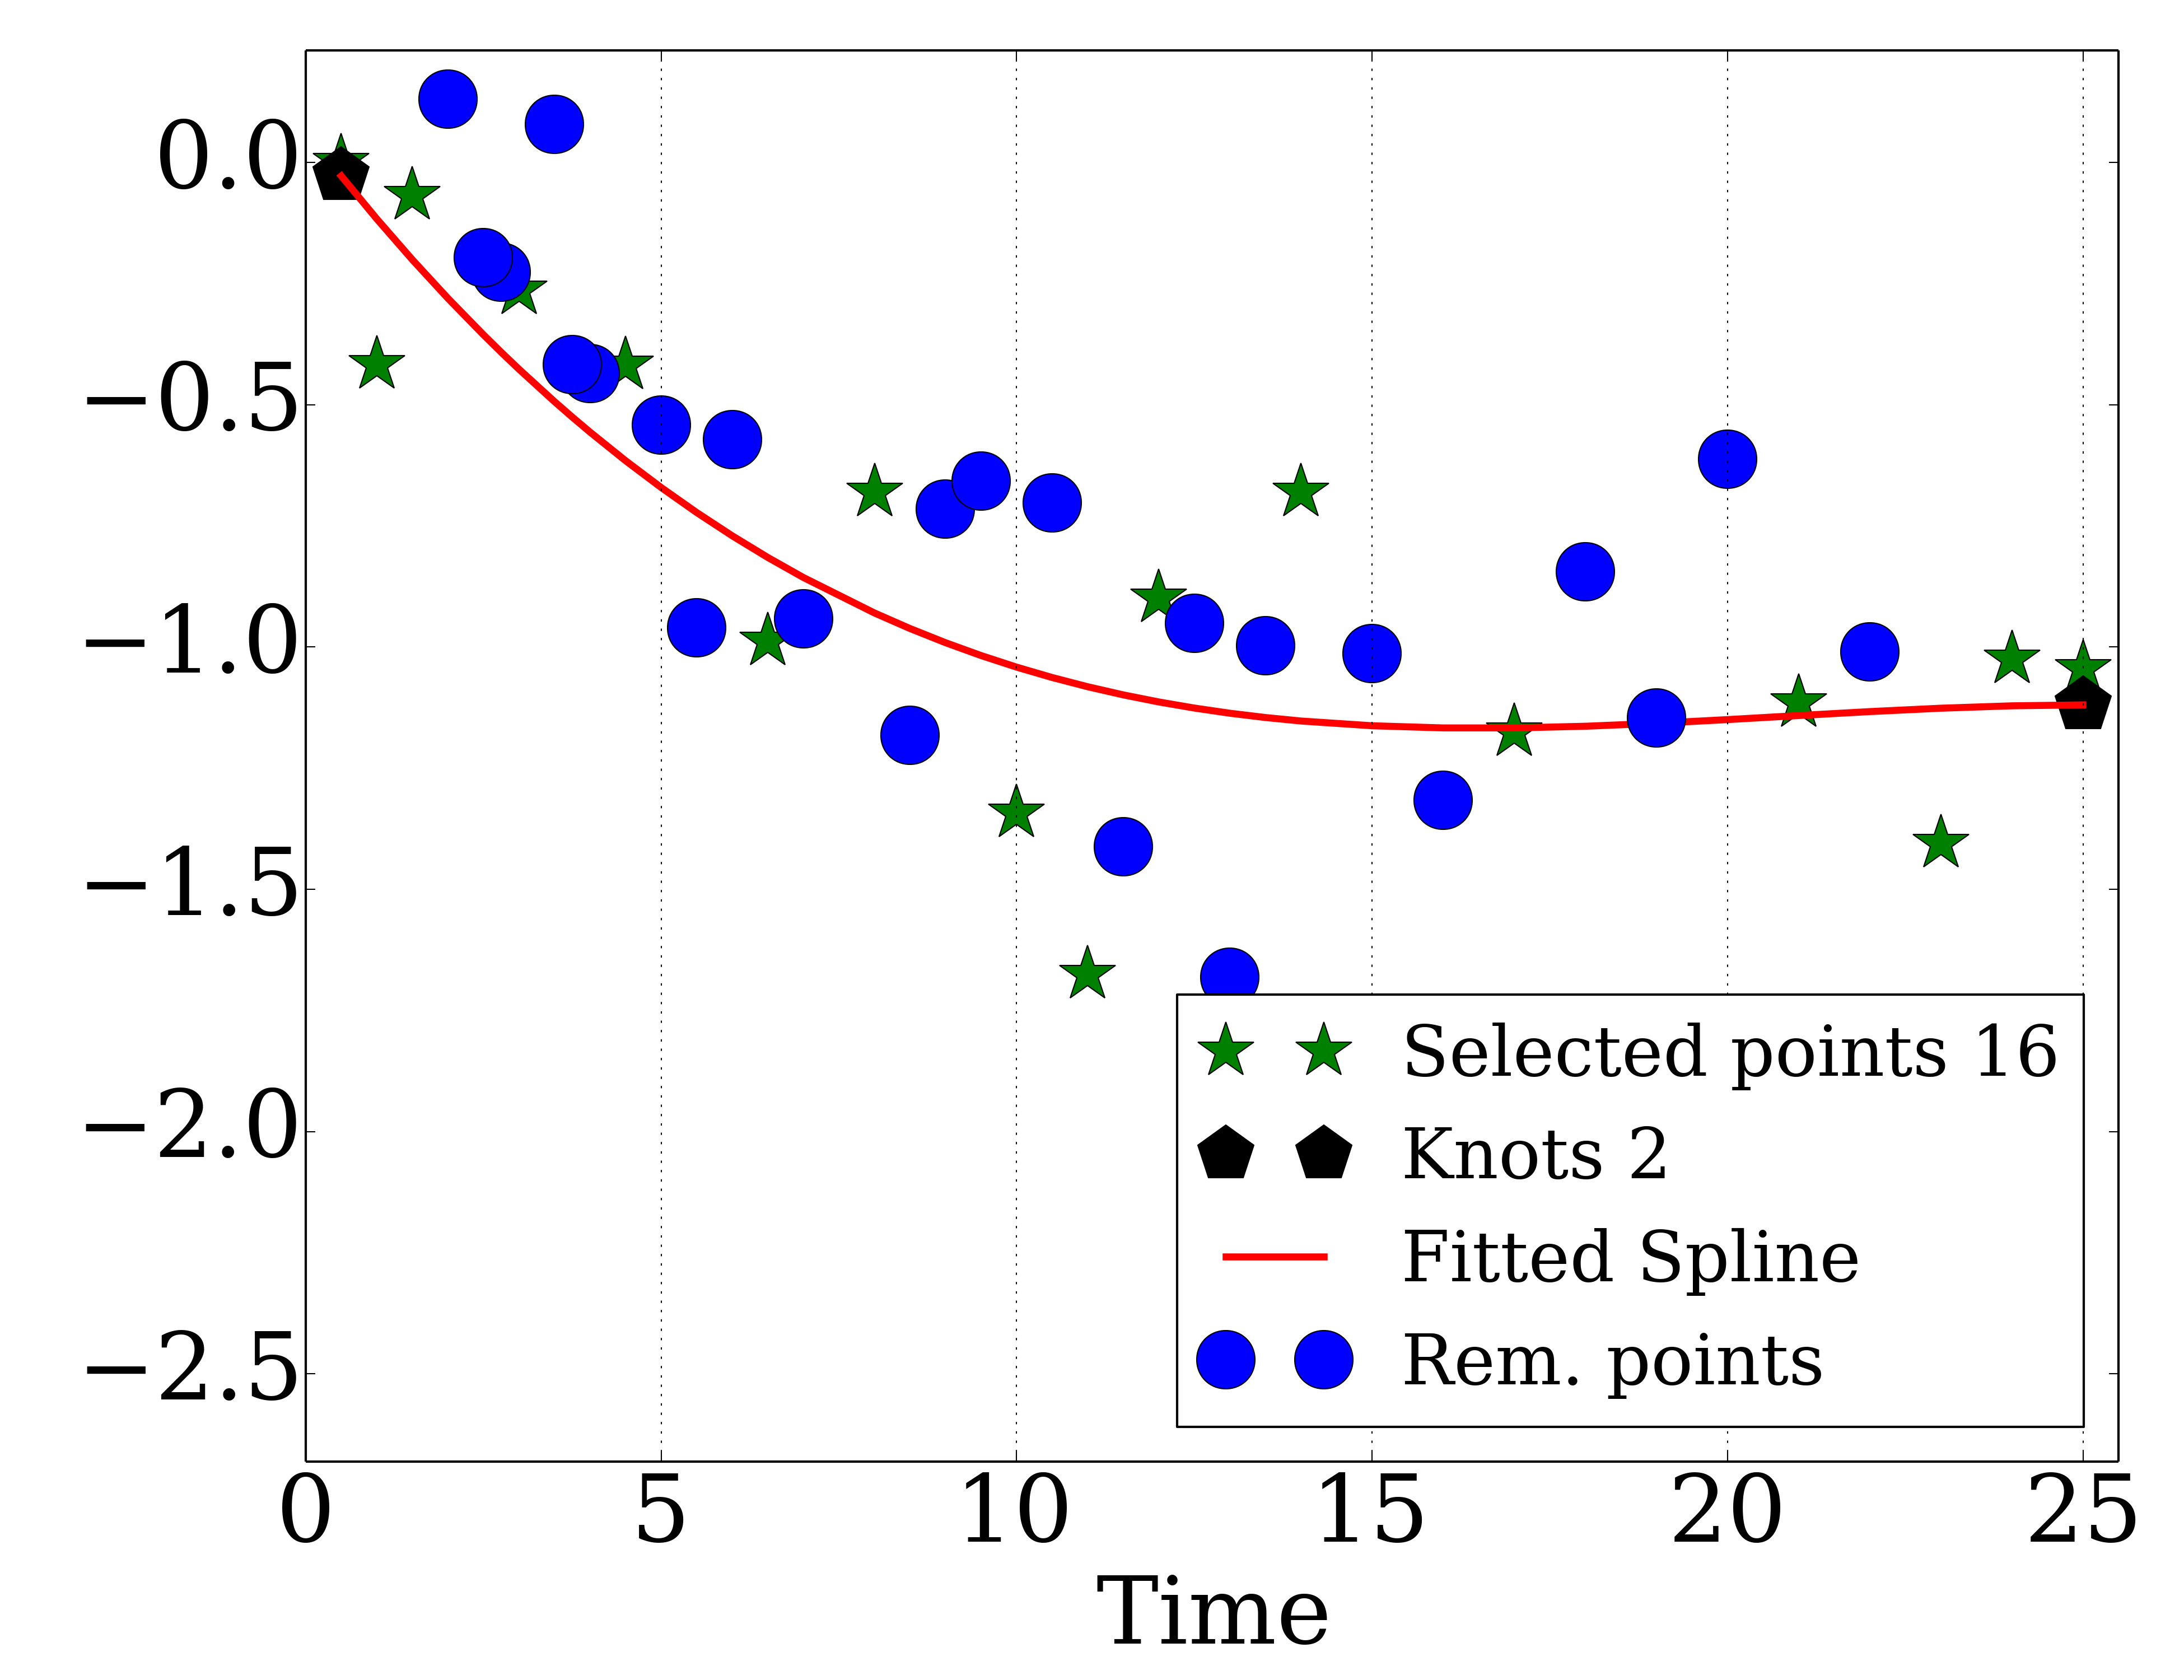 0.0
−0.5
−1.0
−1.5
−2.0
−2.5
Selected points 16
Knots 2
Fitted Spline
Rem. points
0 5 10 15 20 25
Time